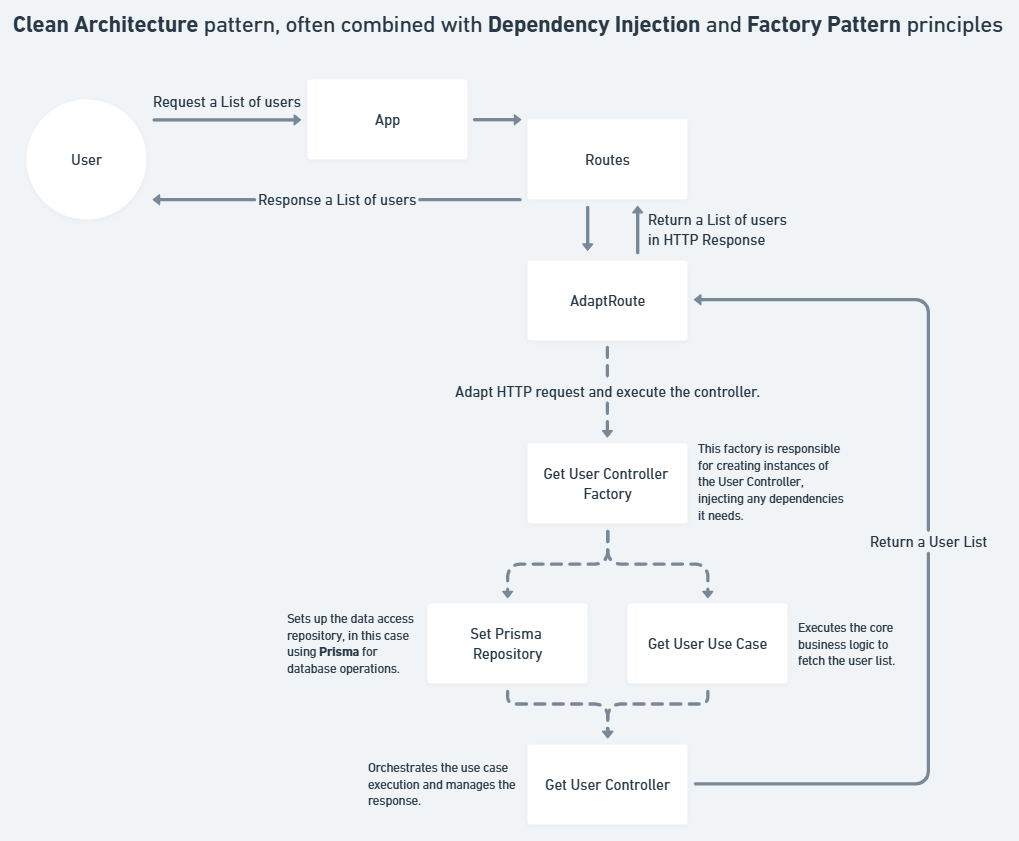 Clean Architecture pattern, often combined with Dependency Injection and Factory Pattern principles
Request a List of users
App
User
Routes
Response a List of users
Return a List of users
in HTTP Response
AdaptRoute
Adapt HTTP request and execute the controller.
Get User Controller
Factory
This factory is responsible
for creating instances of
the User Controller,
injecting any dependencies
it needs.
Return a User List
Sets up the data access
repository, in this case
using Prisma for
database operations.
Set Prisma
Repository
Get User Use Case
Executes the core
business logic to
fetch the user list.
Orchestrates the use case
execution and manages the
response.
Get User Controller